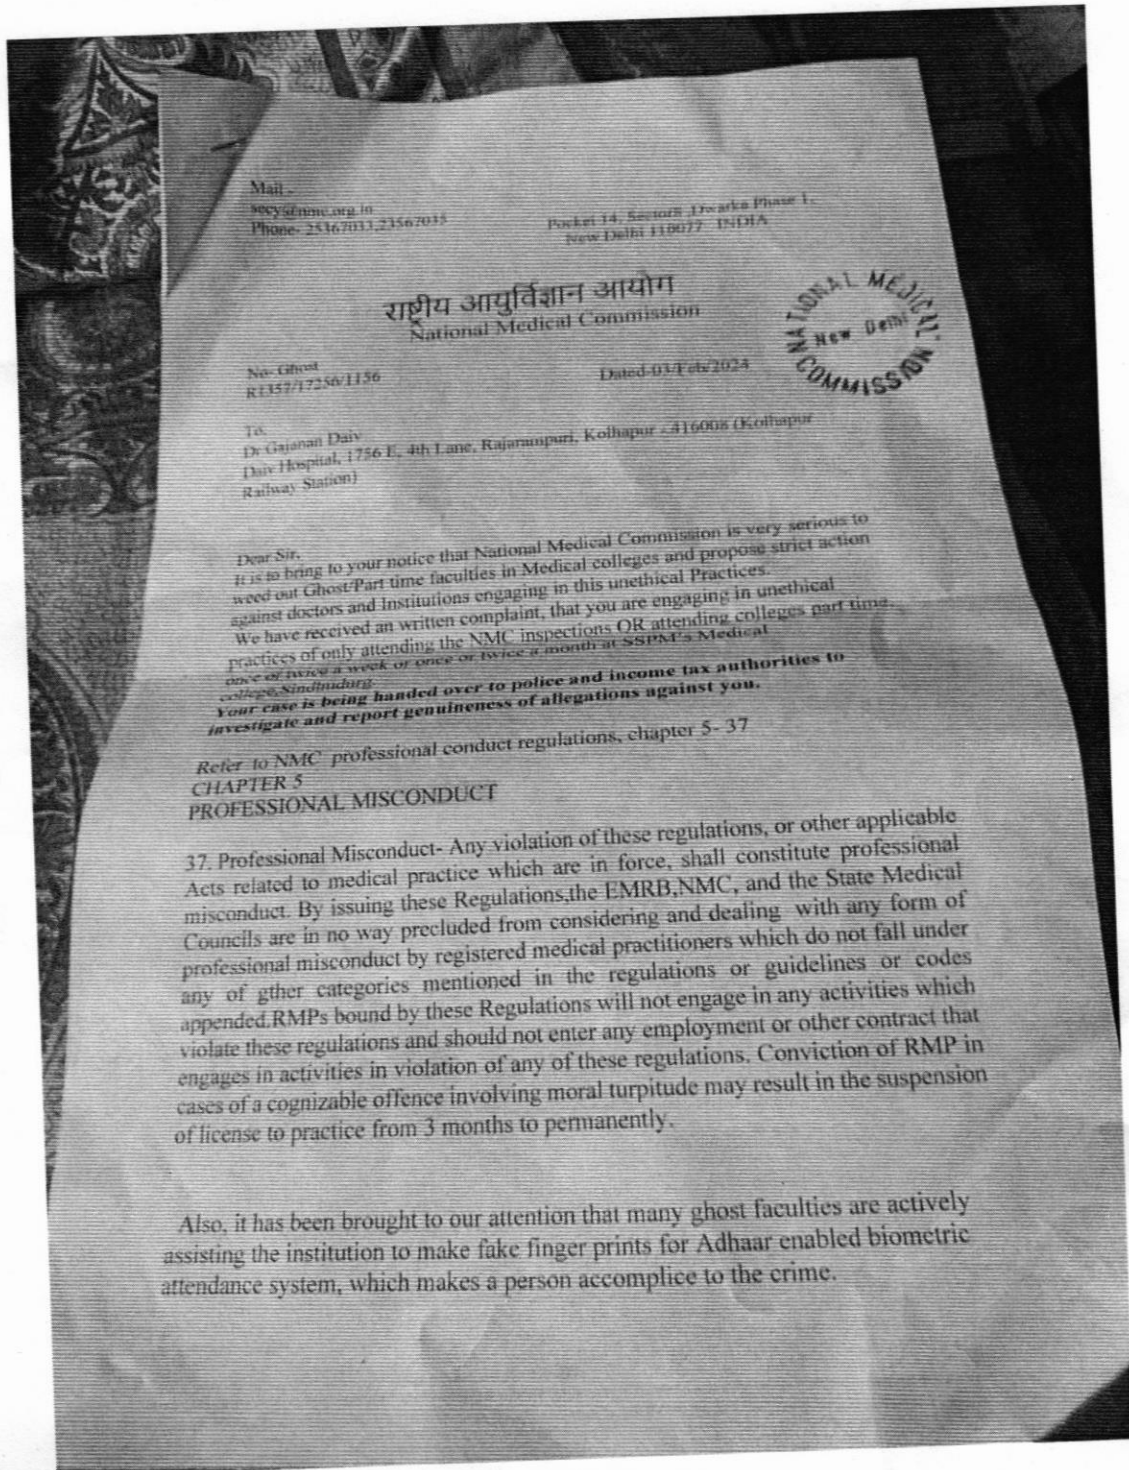 Mail -
secy@nmc.org.in
Phone- 25367033,23567035
Pocket 14, Sector8 ,Dwarka Phase 1,
New Delhi 110077 INDIA
राष्ट्रीय आयुर्विज्ञान आयोग
National Medical Commission
NATIONAL MEDICAL COMMISSION
New Delhi
No- Ghost
R1357/17256/1156
Dated-03/Feb/2024
To,
Dr Gajanan Daiv
Daiv Hospital, 1756 E, 4th Lane, Rajarampuri, Kolhapur - 416008 (Kolhapur
Railway Station)
Dear Sir,
It is to bring to your notice that National Medical Commission is very serious to
weed out Ghost/Part time faculties in Medical colleges and propose strict action
against doctors and Institutions engaging in this unethical Practices.
We have received an written complaint, that you are engaging in unethical
practices of only attending the NMC inspections OR attending colleges part time.
once or twice a week or once or twice a month at SSPM's Medical
college,Sindhudurg
Your case is being handed over to police and income tax authorities to
investigate and report genuineness of allegations against you.
Refer to NMC professional conduct regulations, chapter 5- 37
CHAPTER 5
PROFESSIONAL MISCONDUCT
37. Professional Misconduct- Any violation of these regulations, or other applicable
Acts related to medical practice which are in force, shall constitute professional
misconduct. By issuing these Regulations,the EMRB,NMC, and the State Medical
Councils are in no way precluded from considering and dealing with any form of
professional misconduct by registered medical practitioners which do not fall under
any of gther categories mentioned in the regulations or guidelines or codes
appended.RMPs bound by these Regulations will not engage in any activities which
violate these regulations and should not enter any employment or other contract that
engages in activities in violation of any of these regulations. Conviction of RMP in
cases of a cognizable offence involving moral turpitude may result in the suspension
of license to practice from 3 months to permanently.
Also, it has been brought to our attention that many ghost faculties are actively
assisting the institution to make fake finger prints for Adhaar enabled biometric
attendance system, which makes a person accomplice to the crime.